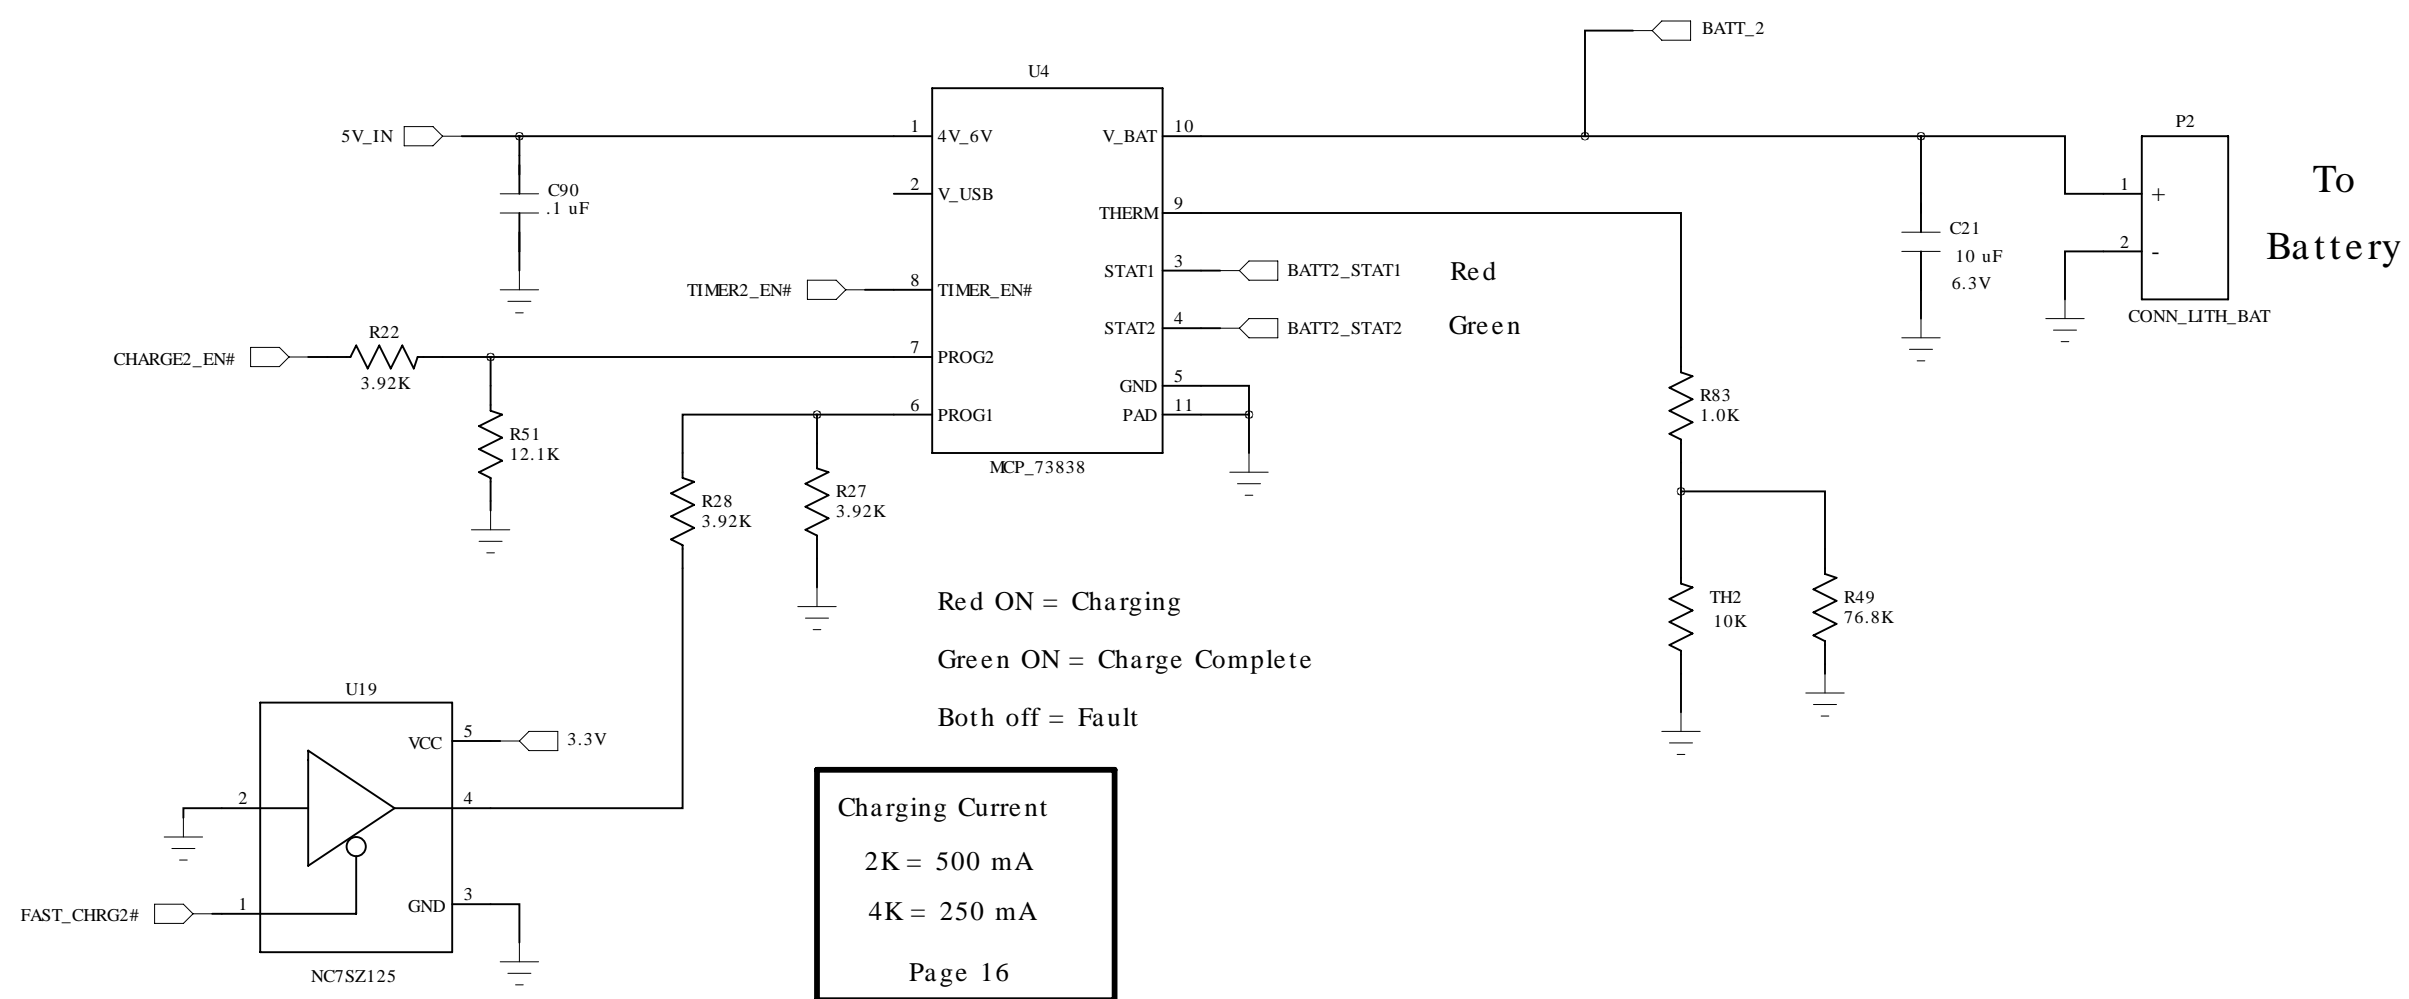 BATT_2
U4
5V_IN
1
4V_6V
V_BAT
10
P2
C90
.1 uF
2
V_USB
THERM
9
1
+
To
C21
10 uF
6.3V
2
-
Battery
CONN_LITH_BAT
TIMER2_EN#
8
TIMER_EN#
STAT1
3
BATT2_STAT1
Red
STAT2
4
BATT2_STAT2
Green
CHARGE2_EN#
R22
3.92K
7
PROG2
GND
5
6
PROG1
PAD
11
R83
1.0K
R51
12.1K
MCP_73838
R28
3.92K
R27
3.92K
TH2
10K
R49
76.8K
Red ON = Charging
Green ON = Charge Complete
Both off = Fault
U19
VCC
5
3.3V
2
4
FAST_CHRG2#
1
GND
3
NC7SZ125
Charging Current
2K = 500 mA
4K = 250 mA
Page 16